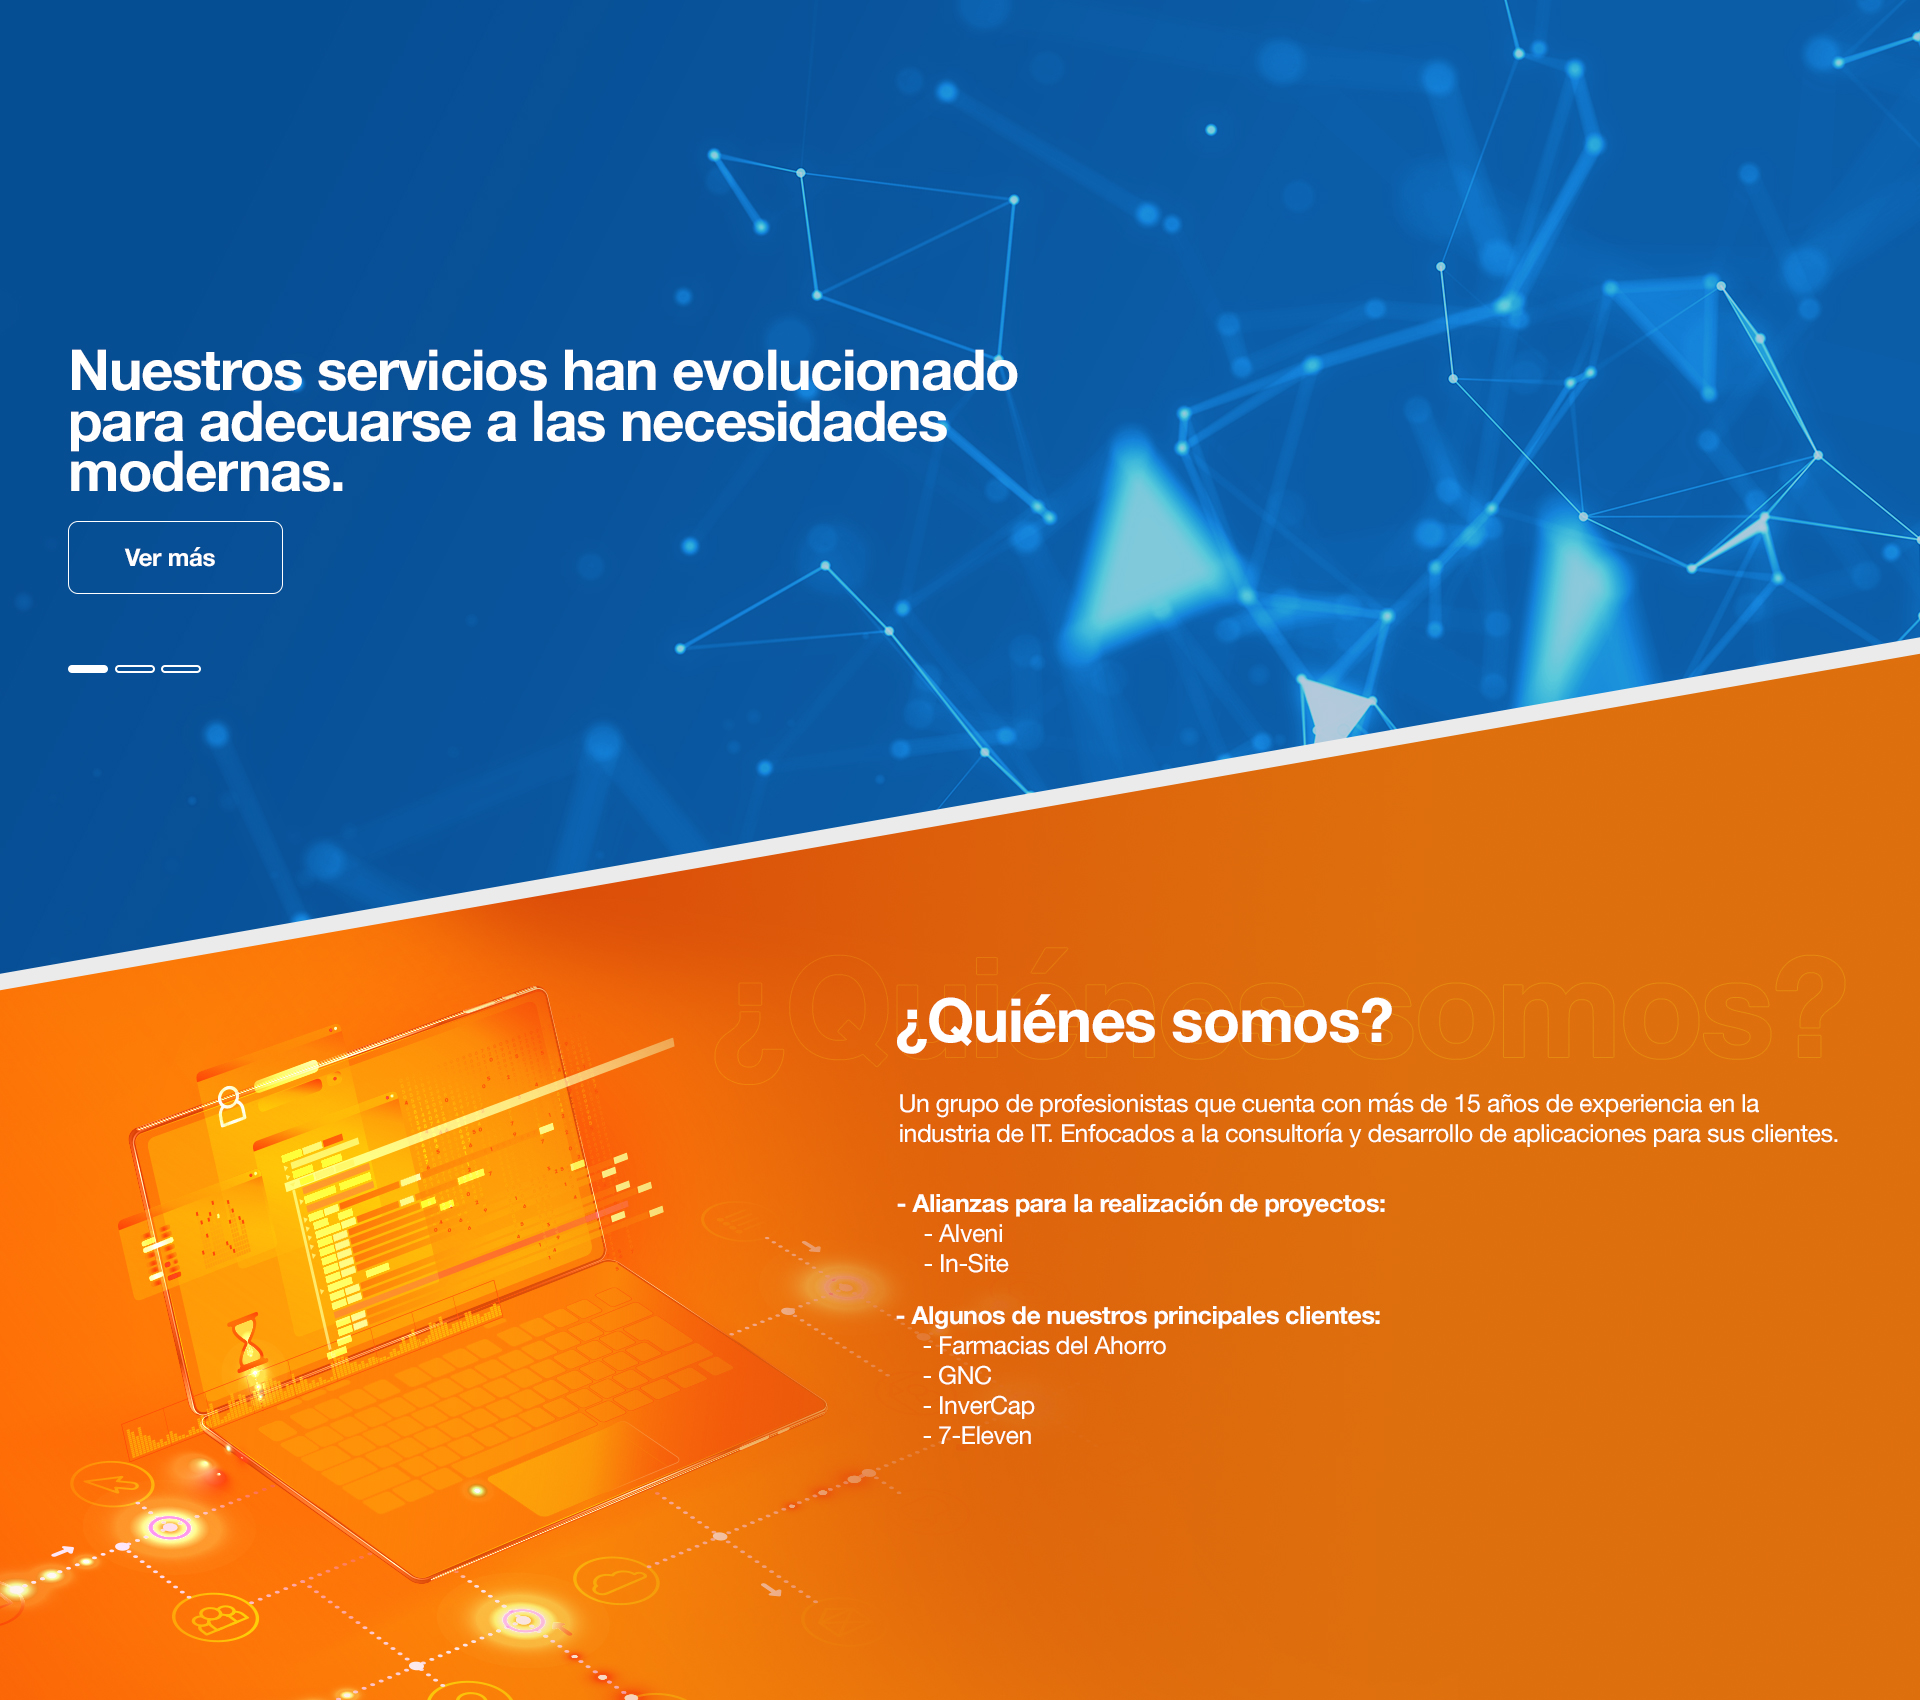 Nuestros servicios han evolucionado
para adecuarse a las necesidades
modernas.
Ver más
¿Quiénes somos?
¿Quiénes somos?
Un grupo de profesionistas que cuenta con más de 15 años de experiencia en la
industria de IT. Enfocados a la consultoría y desarrollo de aplicaciones para sus clientes.
- Alianzas para la realización de proyectos:
- Alveni
- In-Site
- Algunos de nuestros principales clientes:
- Farmacias del Ahorro
- GNC
- InverCap
- 7-Eleven